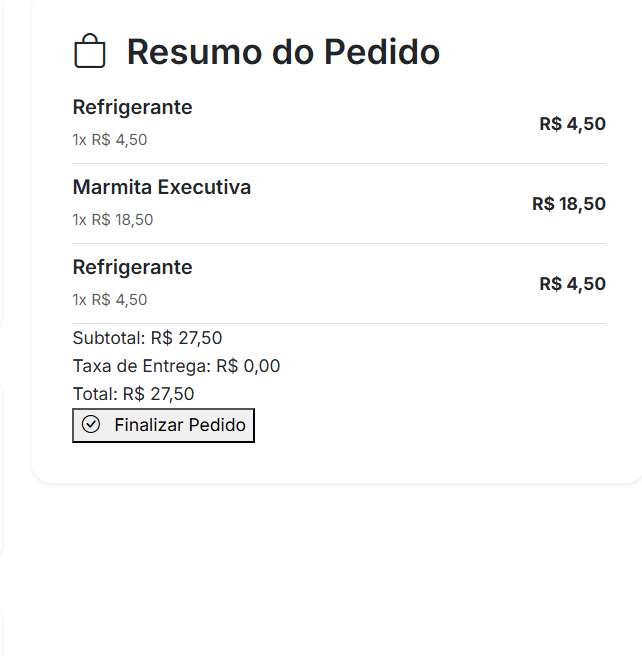 Resumo do Pedido
Refrigerante
1x R$ 4,50
R$ 4,50
Marmita Executiva
1x R$ 18,50
R$ 18,50
Refrigerante
1x R$ 4,50
R$ 4,50
Subtotal: R$ 27,50
Taxa de Entrega: R$ 0,00
Total: R$ 27,50
Finalizar Pedido